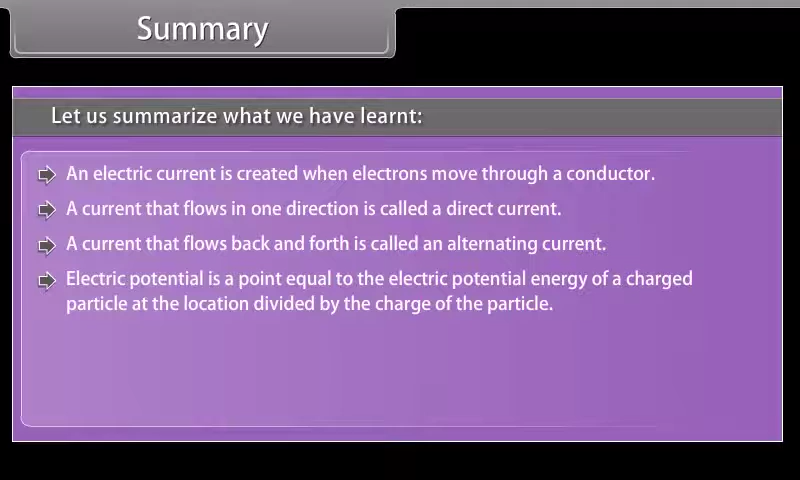 Summary
Let us summarize what we have learnt:
An electric current is created when electrons move through a conductor.
A current that flows in one direction is called a direct current.
A current that flows back and forth is called an alternating current.
Electric potential is a point equal to the electric potential energy of a charged
particle at the location divided by the charge of the particle.